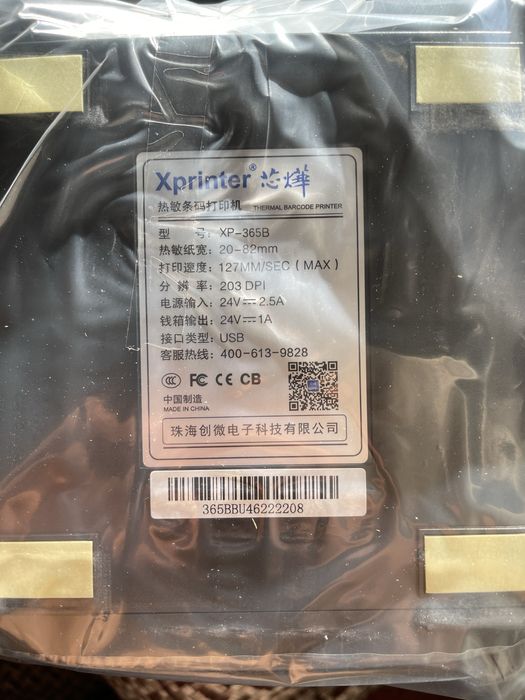 Xprinter® 芯烨
热敏条码打印机 THERMAL BARCODE PRINTER
型 号: XP-365B
热敏纸宽: 20-82mm
打印速度: 127MM/SEC ( MAX )
分 辨 率: 203 DPI
电源输入: 24V⎓2.5A
钱箱输出: 24V⎓1A
接口类型: USB
客服热线: 400-613-9828
CCC FC CE CB
中国制造
MADE IN CHINA
珠海创微电子科技有限公司
365BBU46222208